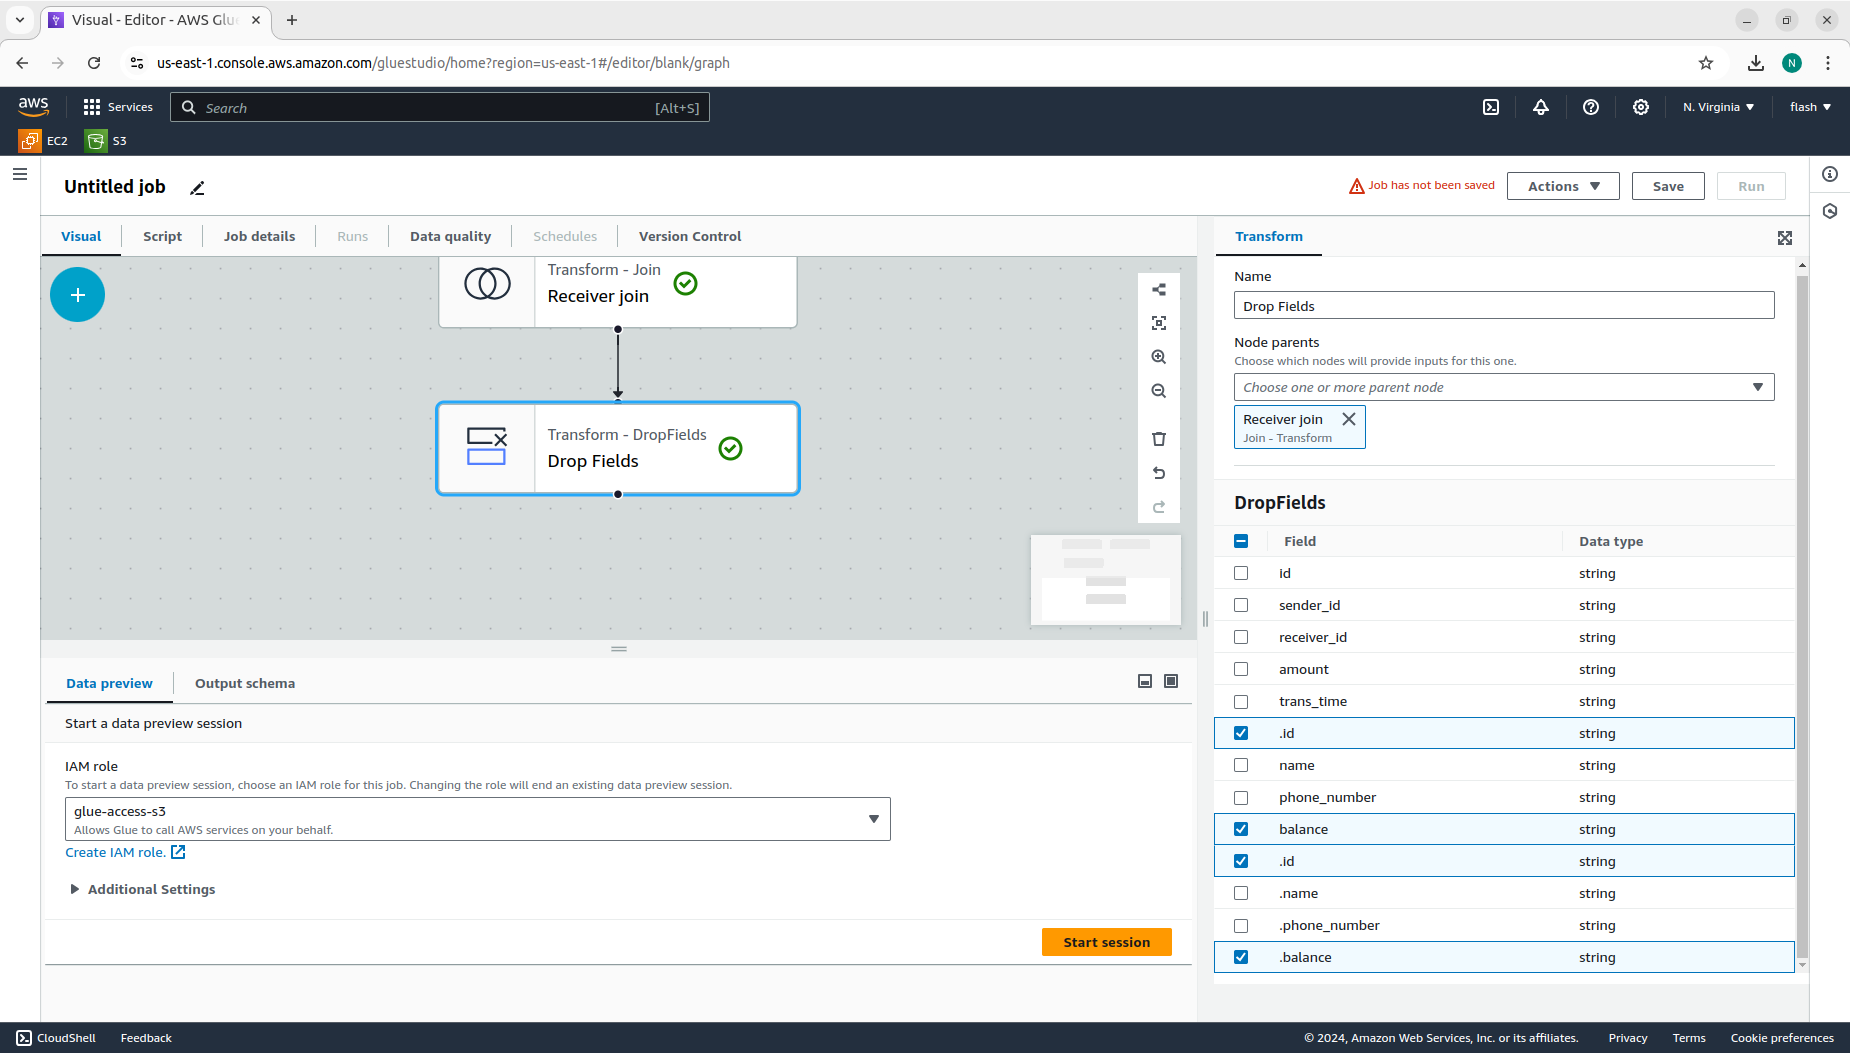 Visual - Editor - AWS Glu
us-east-1.console.aws.amazon.com/gluestudio/home?region=us-east-1#/editor/blank/graph
N
aws
Services
Search
[Alt+S]
N. Virginia
flash
EC2
S3
Untitled job
Job has not been saved
Actions
Save
Run
Visual
Script
Job details
Runs
Data quality
Schedules
Version Control
Transform - Join
Receiver join
Transform - DropFields
Drop Fields
Data preview
Output schema
Start a data preview session
IAM role
To start a data preview session, choose an IAM role for this job. Changing the role will end an existing data preview session.
glue-access-s3
Allows Glue to call AWS services on your behalf.
Create IAM role.
Additional Settings
Start session
Transform
Name
Drop Fields
Node parents
Choose which nodes will provide inputs for this one.
Choose one or more parent node
Receiver join
Join - Transform
DropFields
Field Data type
id string
sender_id string
receiver_id string
amount string
trans_time string
.id string
name string
phone_number string
balance string
.id string
.name string
.phone_number string
.balance string
CloudShell
Feedback
© 2024, Amazon Web Services, Inc. or its affiliates.
Privacy
Terms
Cookie preferences